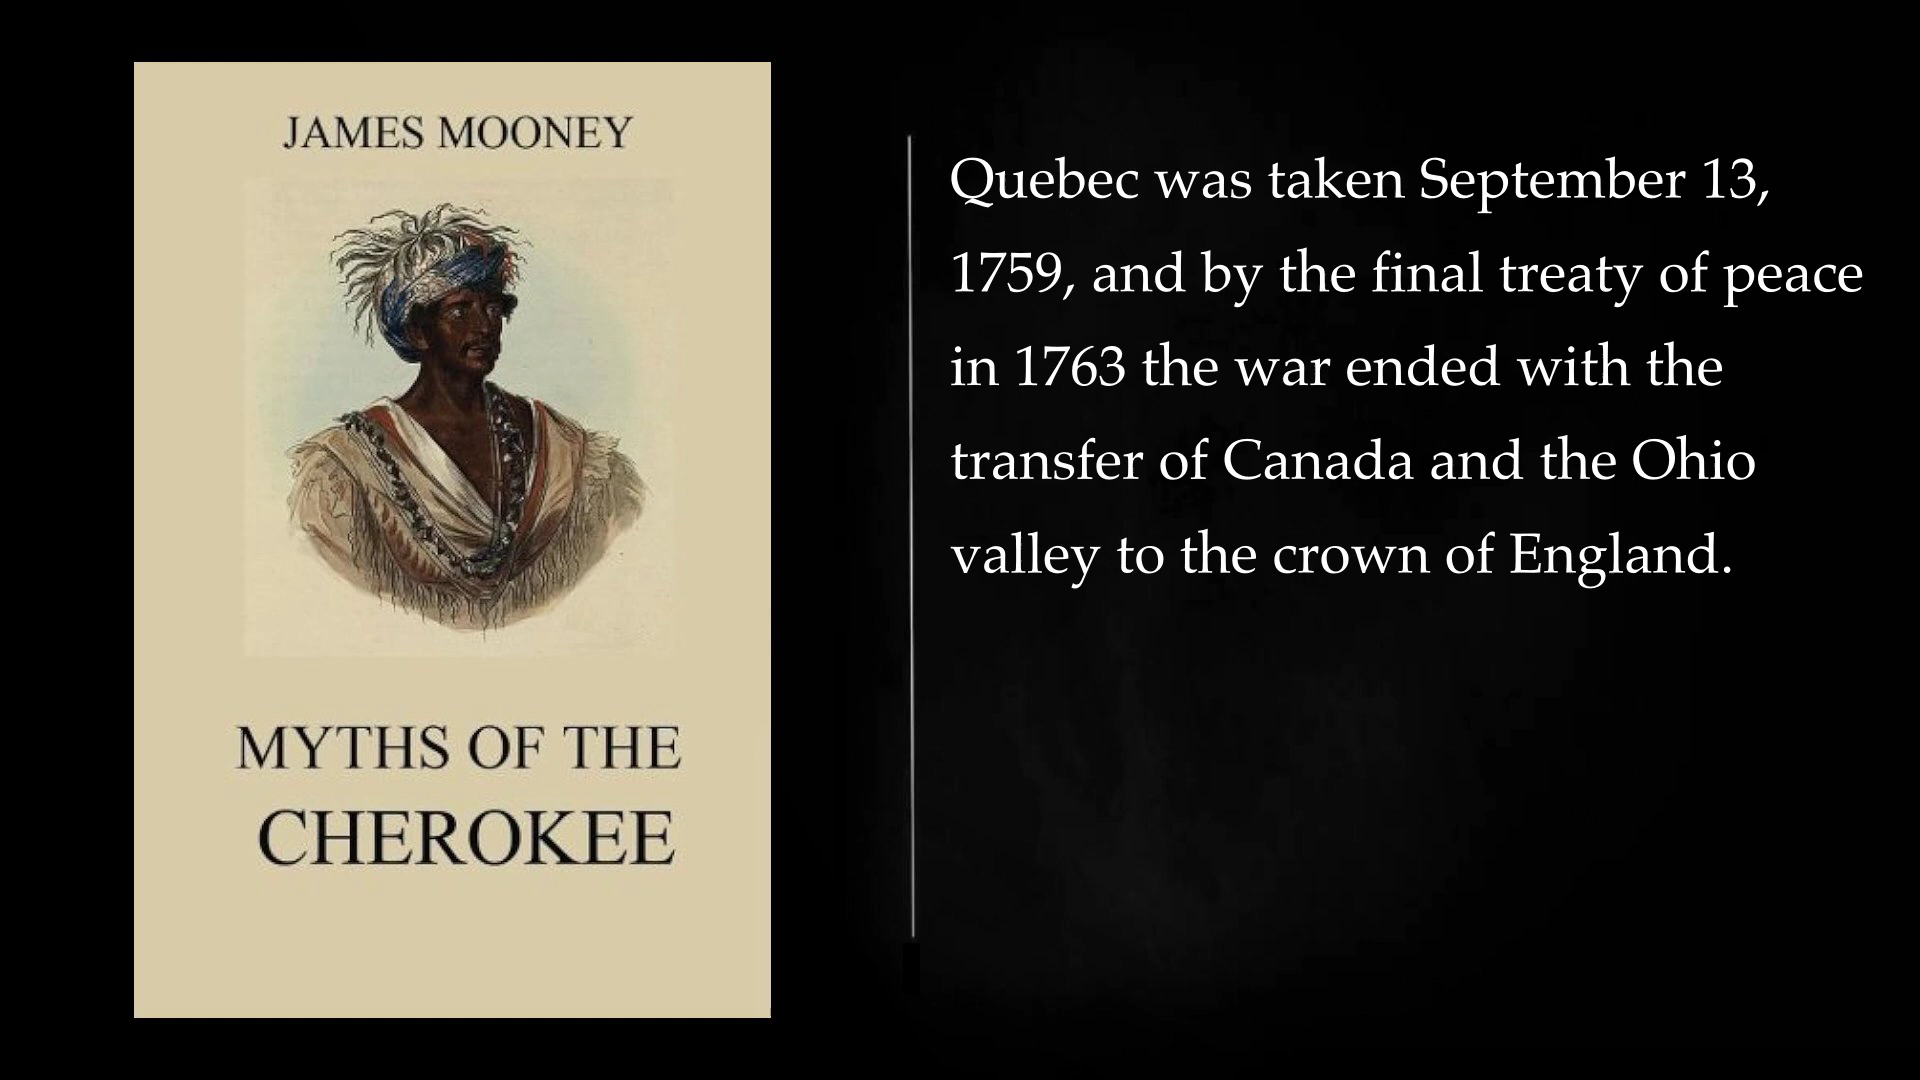 JAMES MOONEY
MYTHS OF THE
CHEROKEE
Quebec was taken September 13,
1759, and by the final treaty of peace
in 1763 the war ended with the
transfer of Canada and the Ohio
valley to the crown of England.